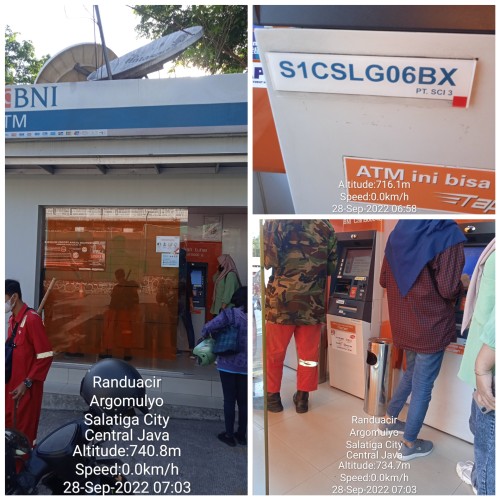 BNI
TM
Randuacir
Argomulyo
Salatiga City
Central Java
Altitude:740.8m
Speed:0.0km/h
28-Sep-2022 07:03
S1CSLG06BX
PT. SCI 3
ATM ini bisa
Altitude:716.1m
Speed:0.0km/h
28-Sep-2022 06:58
Randuacir
Argomulyo
Salatiga City
Central Java
Altitude:734.7m
Speed:0.0km/h
28-Sep-2022 07:03